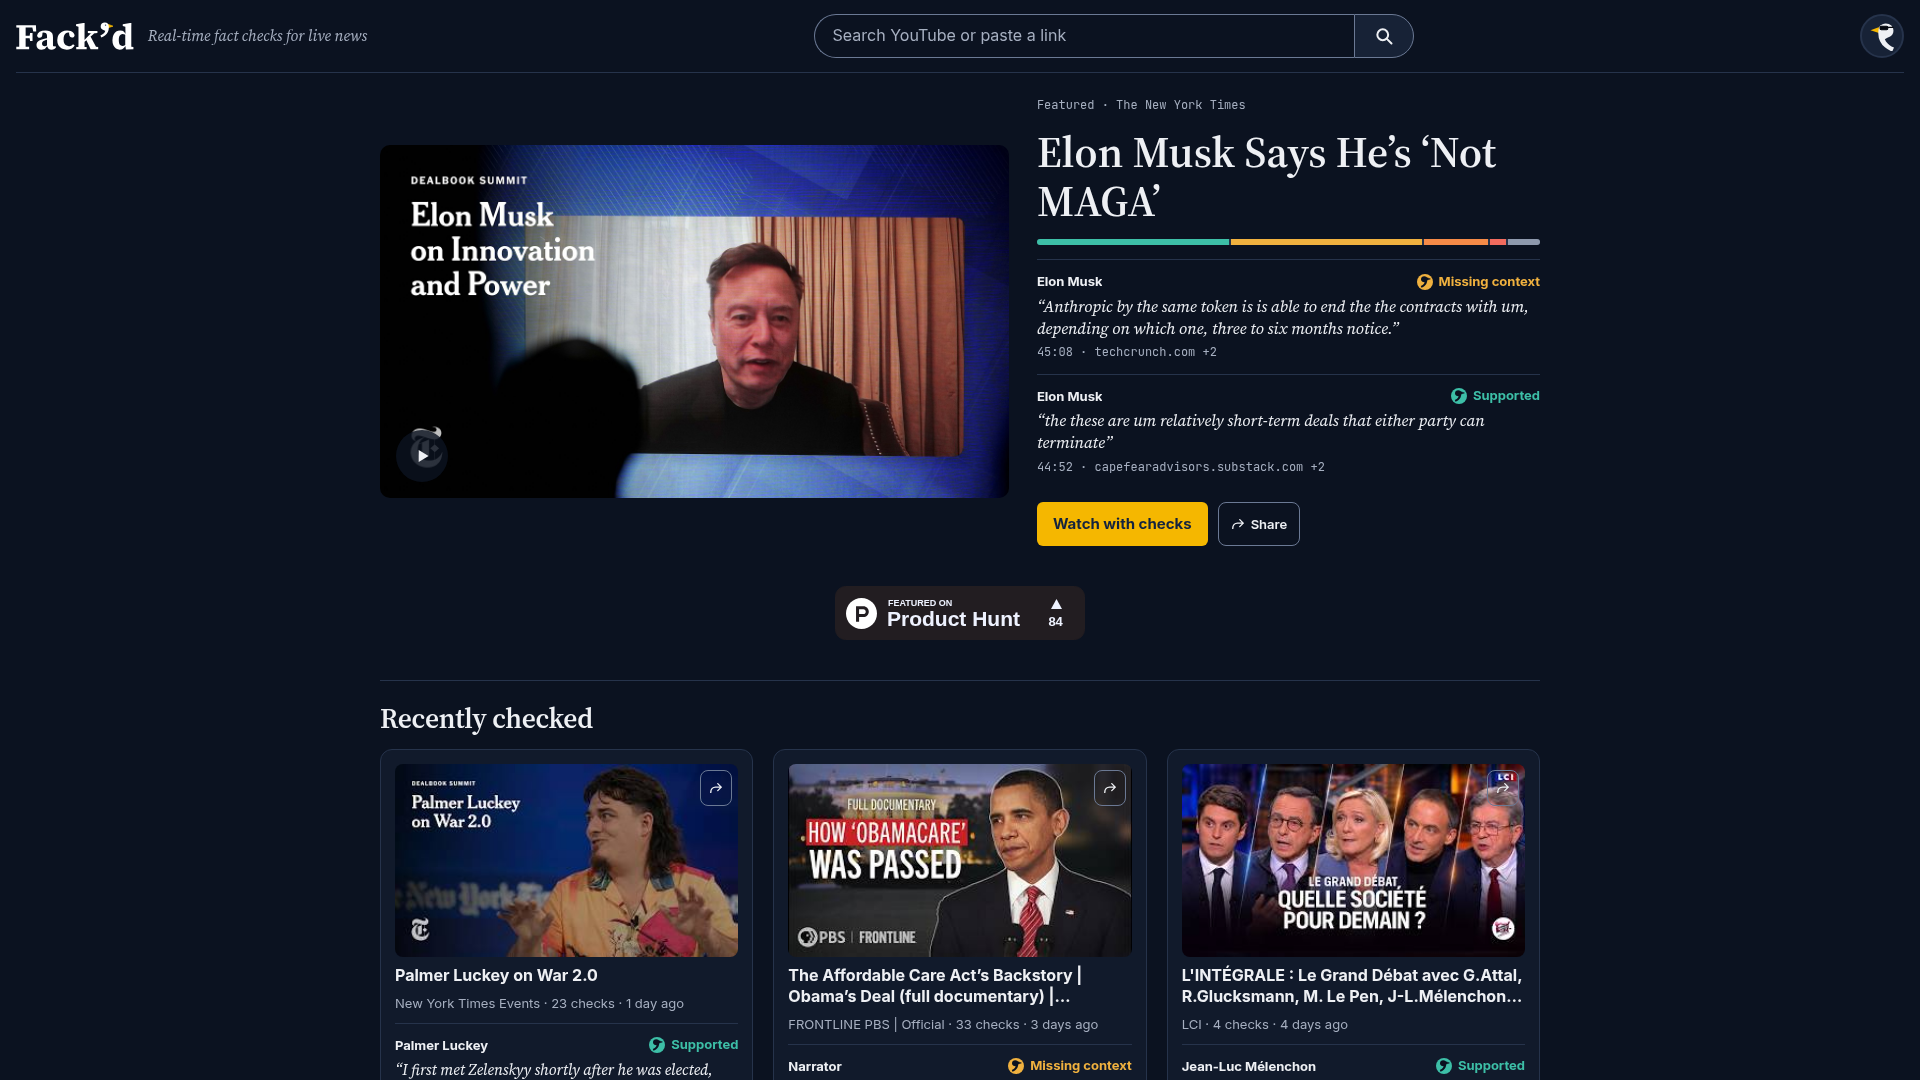 Fack’d
Real-time fact checks for live news
Search YouTube or paste a link
Featured · The New York Times
Elon Musk Says He’s ‘Not
MAGA’
DEALBOOK SUMMIT
Elon Musk
on Innovation
and Power
Elon Musk
Missing context
“Anthropic by the same token is is able to end the the contracts with um,
depending on which one, three to six months notice.”
45:08 · techcrunch.com +2
Elon Musk
Supported
“the these are um relatively short-term deals that either party can
terminate”
44:52 · capefearadvisors.substack.com +2
Watch with checks
Share
FEATURED ON
Product Hunt
84
Recently checked
DEALBOOK SUMMIT
Palmer Luckey
on War 2.0
New York
Palmer Luckey on War 2.0
New York Times Events · 23 checks · 1 day ago
Palmer Luckey
Supported
“I first met Zelenskyy shortly after he was elected,
FULL DOCUMENTARY
HOW ‘OBAMACARE’
WAS PASSED
PBS | FRONTLINE
The Affordable Care Act’s Backstory |
Obama’s Deal (full documentary) |...
FRONTLINE PBS | Official · 33 checks · 3 days ago
Narrator
Missing context
LCI
LE GRAND DÉBAT
QUELLE SOCIÉTÉ
POUR DEMAIN ?
L'INTÉGRALE : Le Grand Débat avec G.Attal,
R.Glucksmann, M. Le Pen, J-L.Mélenchon...
LCI · 4 checks · 4 days ago
Jean-Luc Mélenchon
Supported